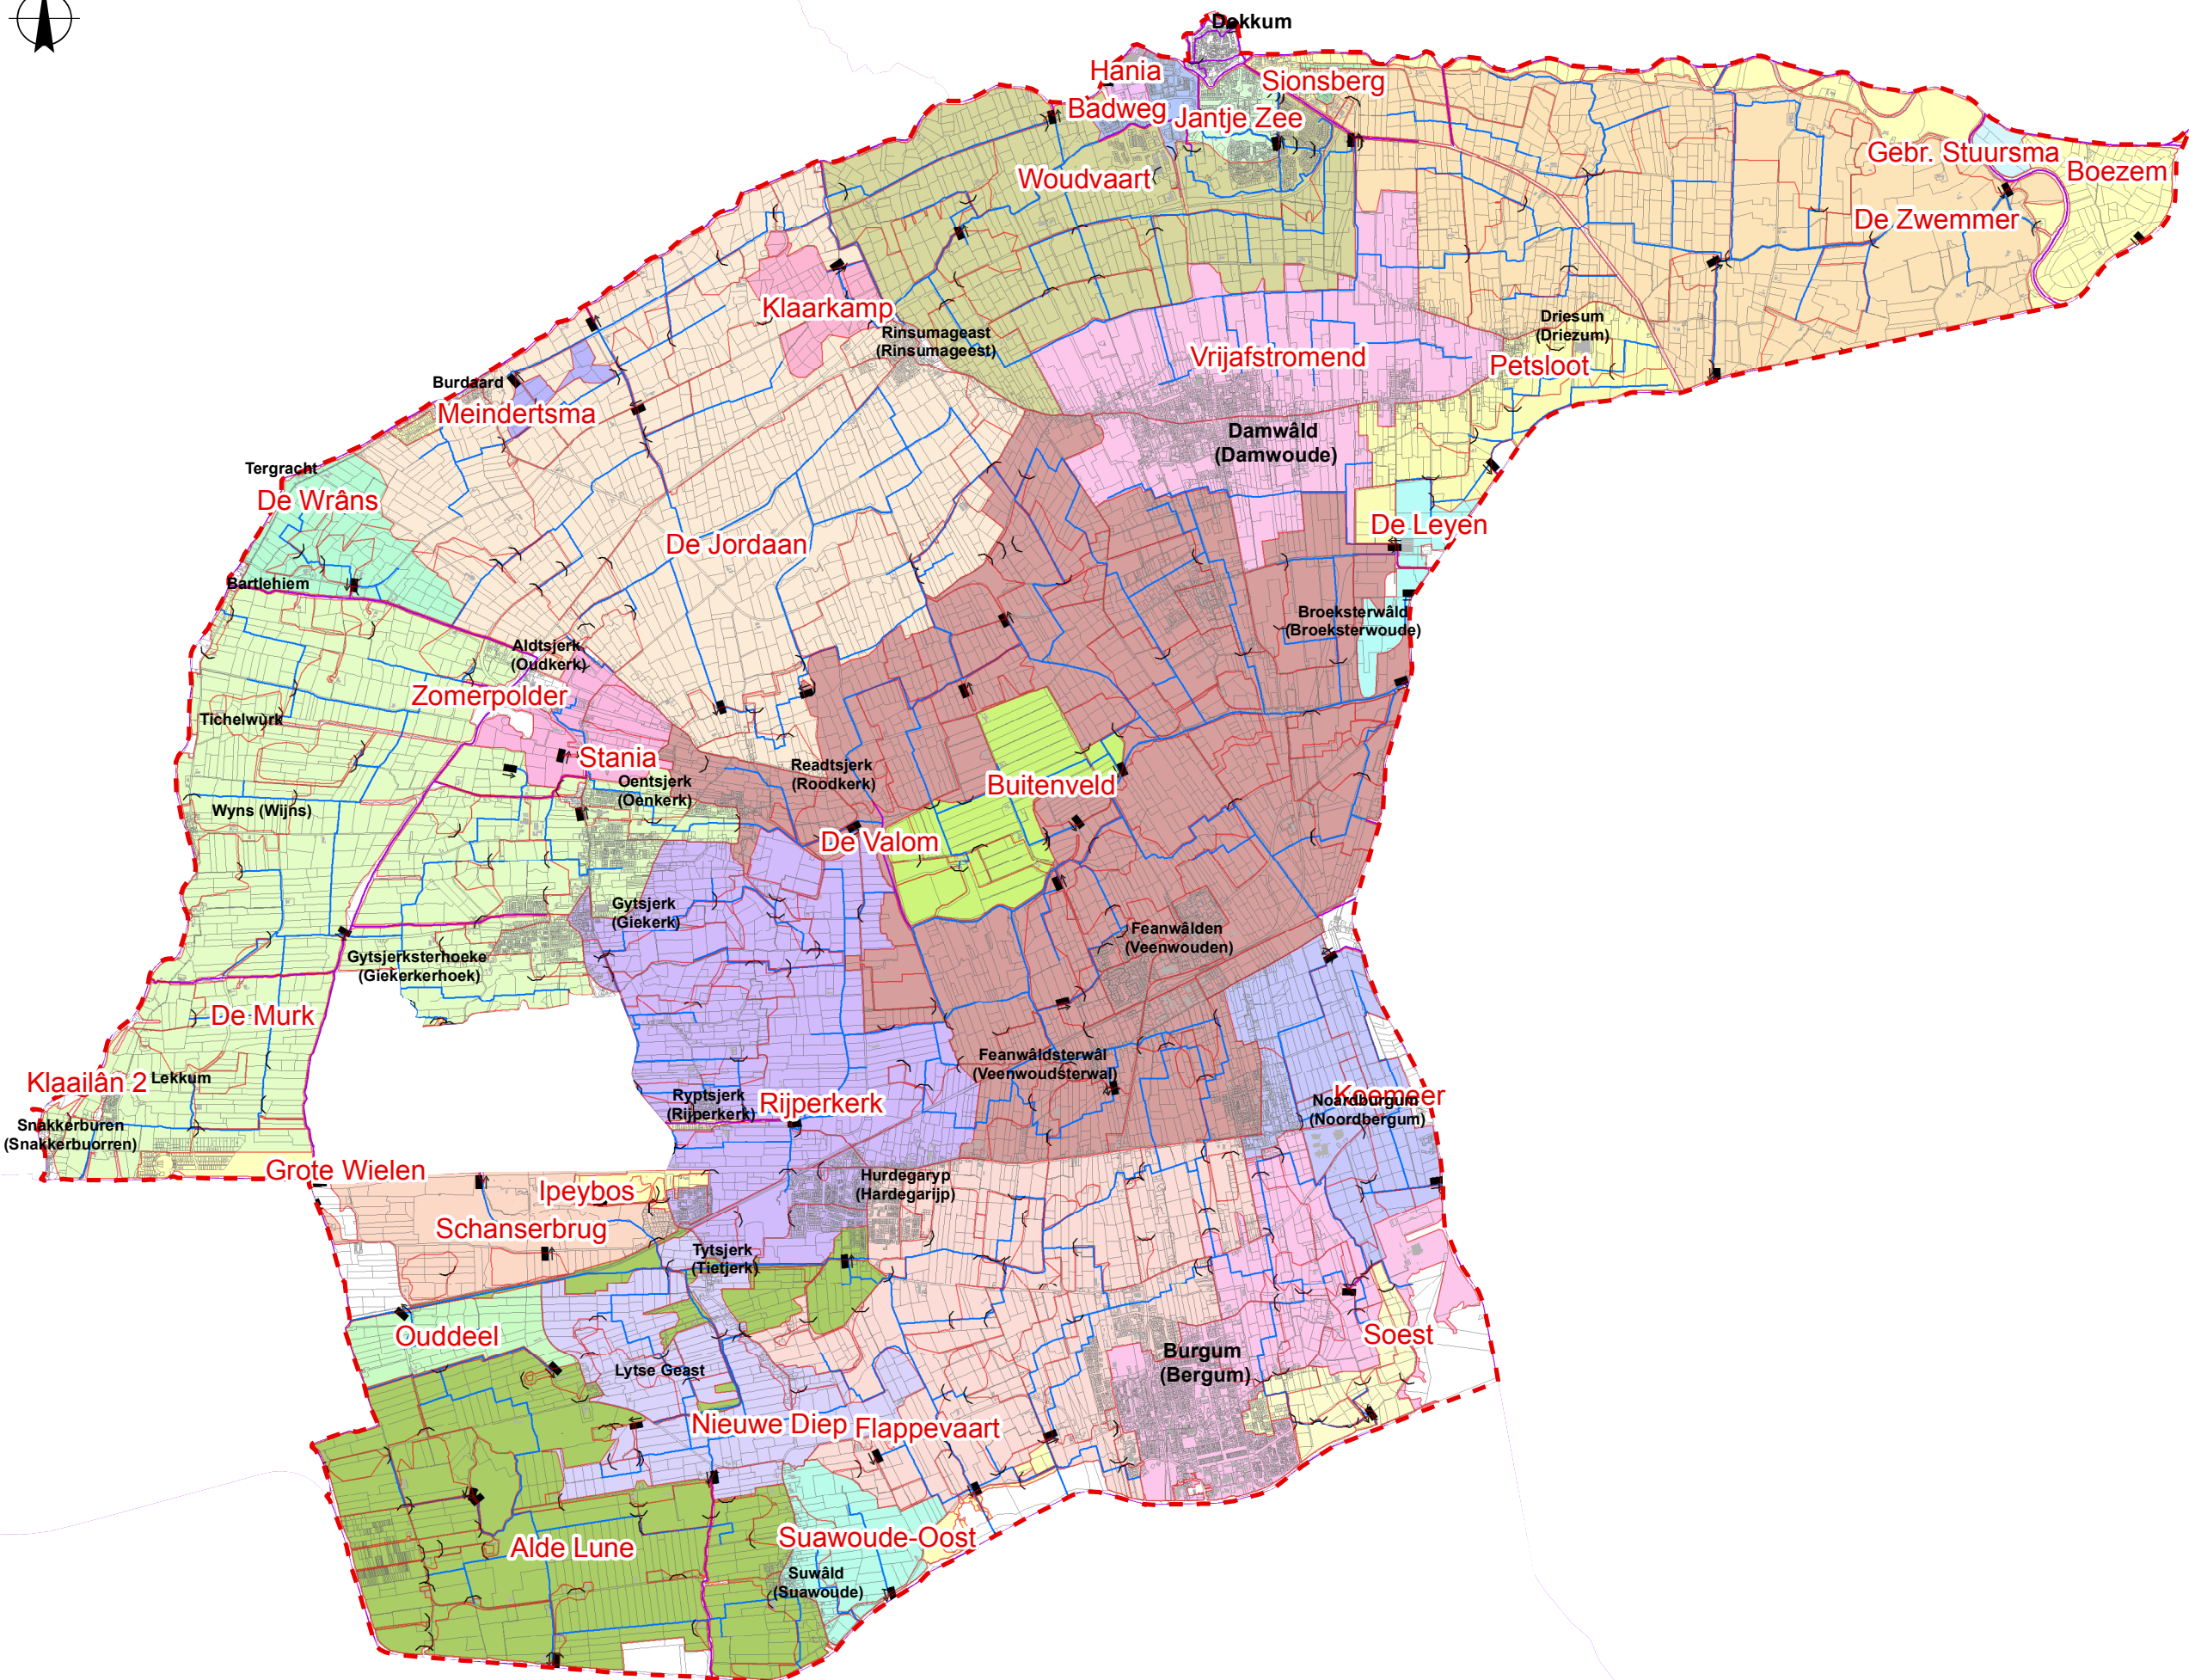 Dokkum
Hania
Sionsberg
Badweg
Jantje Zee
Gebr. Stuursma
Boezem
Woudvaart
De Zwemmer
Klaarkamp
Rinsumageast
(Rinsumageest)
Driesum
(Driezum)
Vrijafstromend
Petsloot
Burdaard
Meindertsma
Damwâld
(Damwoude)
Tergracht
De Wrâns
De Leyen
De Jordaan
Bartlehiem
Broeksterwâld
(Broeksterwoude)
Aldtsjerk
(Oudkerk)
Zomerpolder
Tichelwurk
Stania
Readtsjerk
(Roodkerk)
Oentsjerk
(Oenkerk)
Buitenveld
Wyns (Wijns)
De Valom
Gytsjerk
(Giekerk)
Feanwâlden
(Veenwouden)
Gytsjerksterhoeke
(Giekerkerhoek)
De Murk
Feanwâldsterwâl
(Veenwoudsterwal)
Klaailân 2
Lekkum
Ryptsjerk
(Rijperkerk)
Rijperkerk
Koemeer
Noardburgum
(Noordbergum)
Snakkerburen
(Snakkerbuorren)
Grote Wielen
Ipeybos
Hurdegaryp
(Hardegarijp)
Schanserbrug
Tytsjerk
(Tietjerk)
Ouddeel
Soest
Burgum
(Bergum)
Lytse Geast
Nieuwe Diep
Flappevaart
Alde Lune
Suawoude-Oost
Suwâld
(Suawoude)